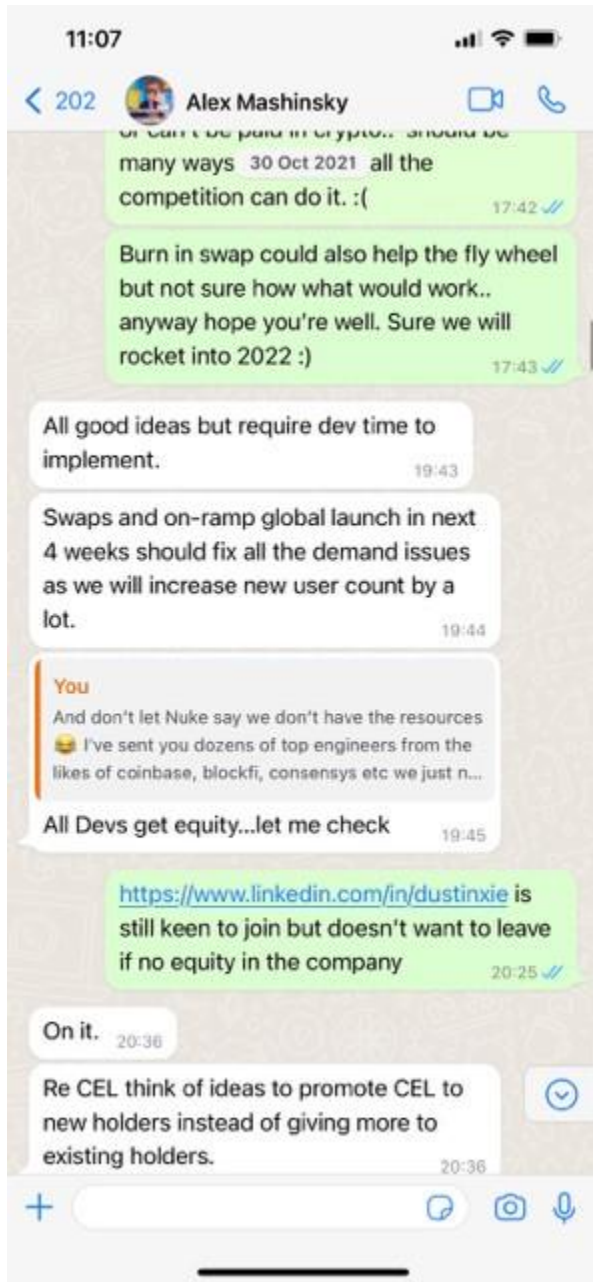 11:07
202 Alex Mashinsky
or can't be paid in crypto.. should be
many ways 30 Oct 2021 all the
competition can do it. :(
17:42
Burn in swap could also help the fly wheel
but not sure how what would work..
anyway hope you're well. Sure we will
rocket into 2022 :)
17:43
All good ideas but require dev time to
implement.
19:43
Swaps and on-ramp global launch in next
4 weeks should fix all the demand issues
as we will increase new user count by a
lot.
19:44
You
And don't let Nuke say we don't have the resources
😂 I've sent you dozens of top engineers from the
likes of coinbase, blockfi, consensys etc we just n...
All Devs get equity...let me check
19:45
https://www.linkedin.com/in/dustinxie is
still keen to join but doesn't want to leave
if no equity in the company
20:25
On it. 20:36
Re CEL think of ideas to promote CEL to
new holders instead of giving more to
existing holders.
20:36